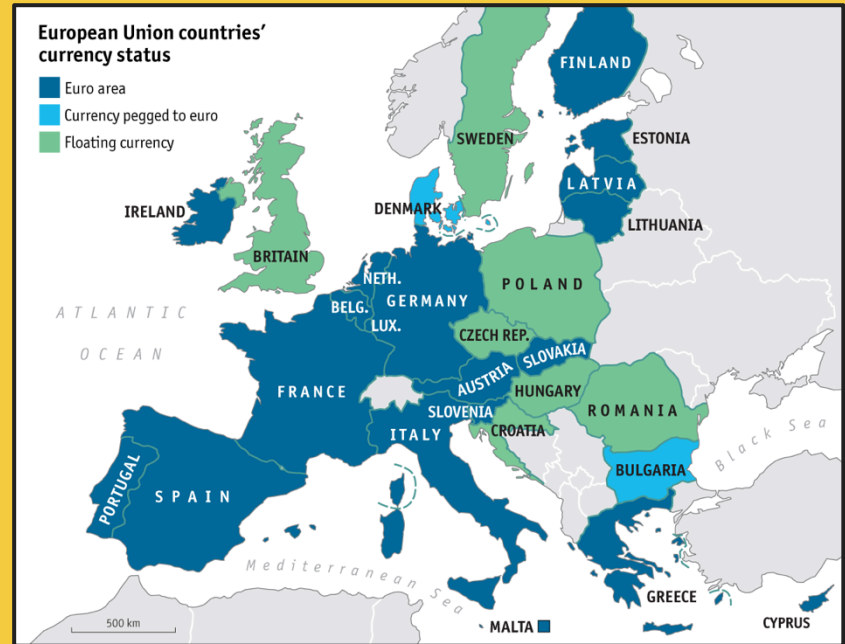 European Union countries'
currency status
Euro area
Currency pegged to euro
Floating currency
FINLAND
SWEDEN
ESTONIA
LATVIA
IRELAND
DENMARK
LITHUANIA
BRITAIN
NETH.
POLAND
GERMANY
BELG.
ATLANTIC
OCEAN
LUX.
CZECH REP.
SLOVAKIA
AUSTRIA
FRANCE
HUNGARY
SLOVENIA
ROMANIA
ITALY
CROATIA
Black Sea
BULGARIA
PORTUGAL
SPAIN
Mediterranean Sea
GREECE
500 km
MALTA
CYPRUS